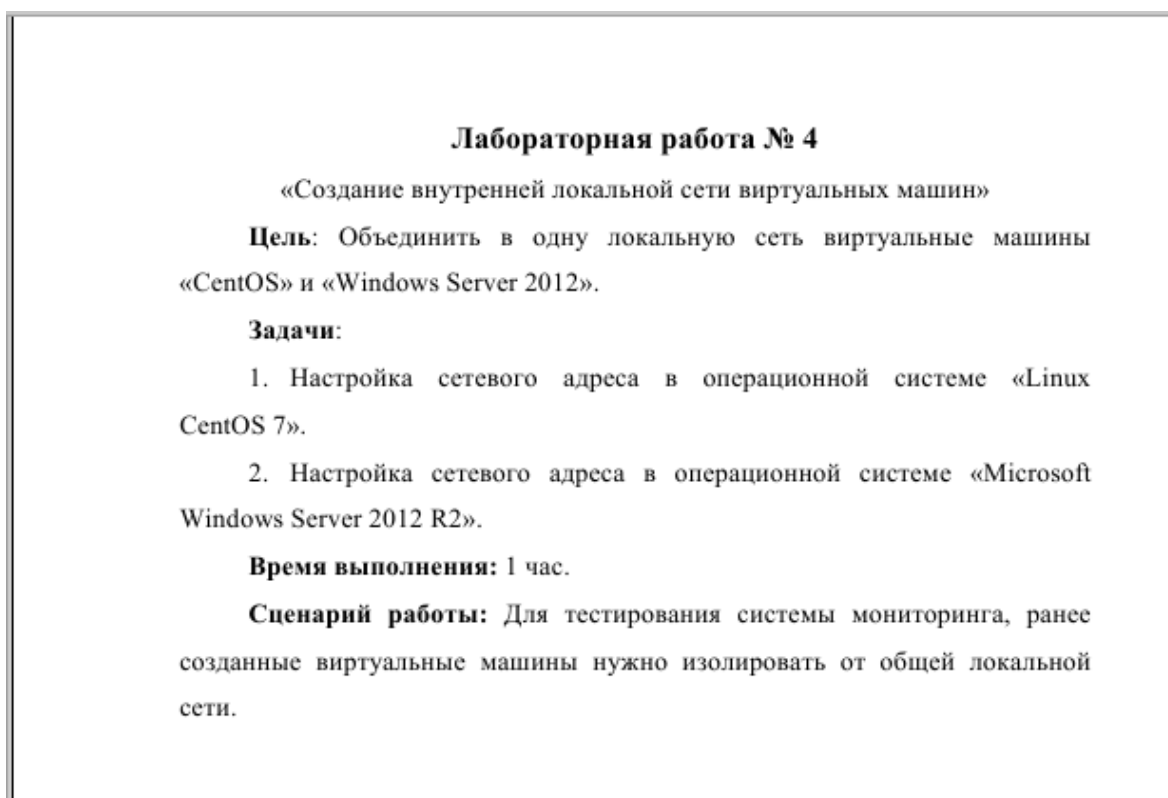 Лабораторная работа № 4
«Создание внутренней локальной сети виртуальных машин»
Цель: Объединить в одну локальную сеть виртуальные машины
«CentOS» и «Windows Server 2012».
Задачи:
1. Настройка сетевого адреса в операционной системе «Linux
CentOS 7».
2. Настройка сетевого адреса в операционной системе «Microsoft
Windows Server 2012 R2».
Время выполнения: 1 час.
Сценарий работы: Для тестирования системы мониторинга, ранее
созданные виртуальные машины нужно изолировать от общей локальной
сети.